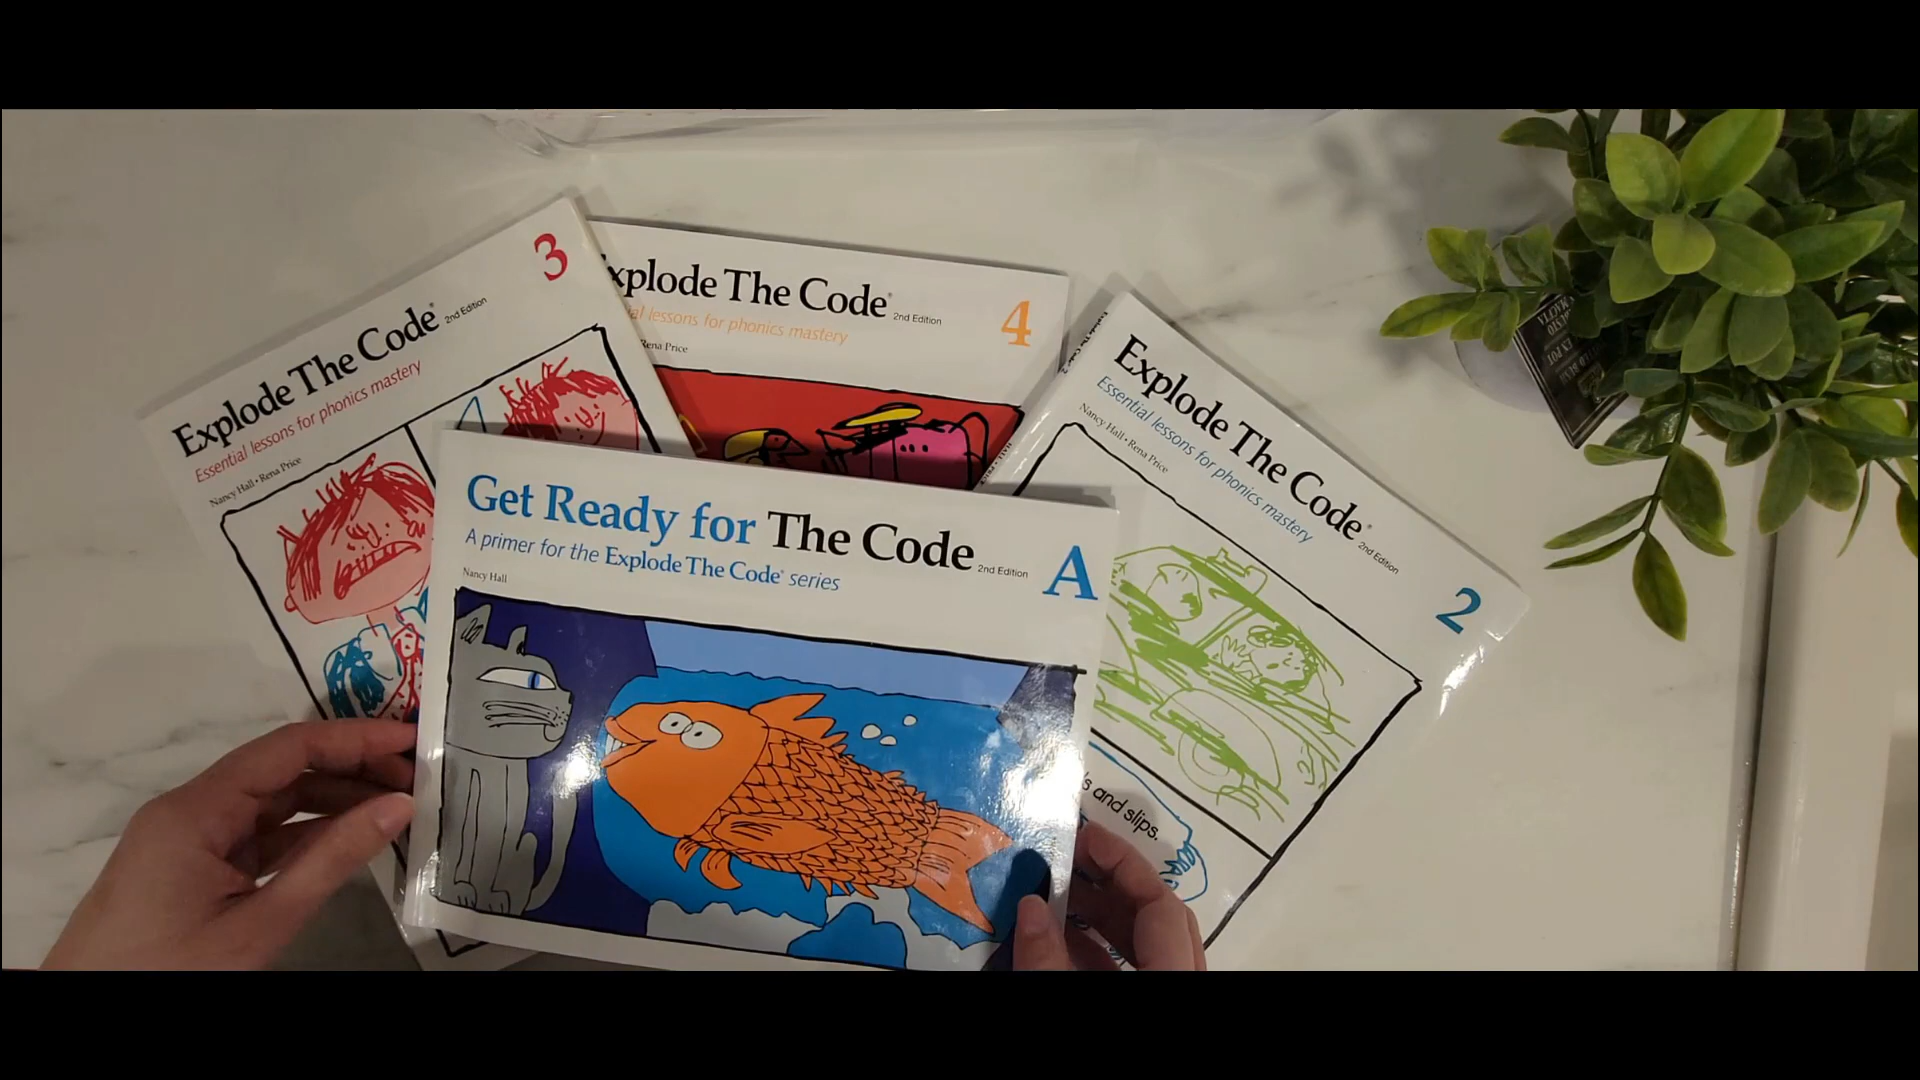 3
Explode The Code® 2nd Edition
Essential lessons for phonics mastery
Nancy Hall • Rena Price
xplode The Code® 2nd Edition
lessons for phonics mastery
Rena Price
4
Explode The Code® 2nd Edition
Essential lessons for phonics mastery
Nancy Hall • Rena Price
2
's and slips.
Get Ready for The Code 2nd Edition
A primer for the Explode The Code® series
Nancy Hall
A